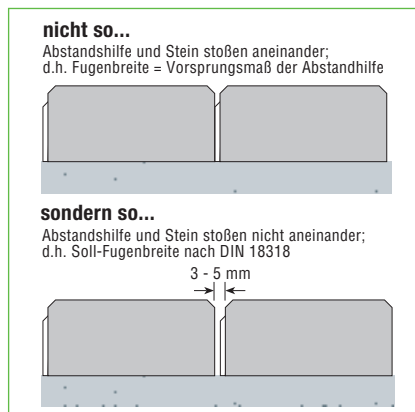 nicht so...
Abstandshilfe und Stein stoßen aneinander;
d.h. Fugenbreite = Vorsprungsmaß der Abstandhilfe
sondern so...
Abstandshilfe und Stein stoßen nicht aneinander;
d.h. Soll-Fugenbreite nach DIN 18318
3 - 5 mm